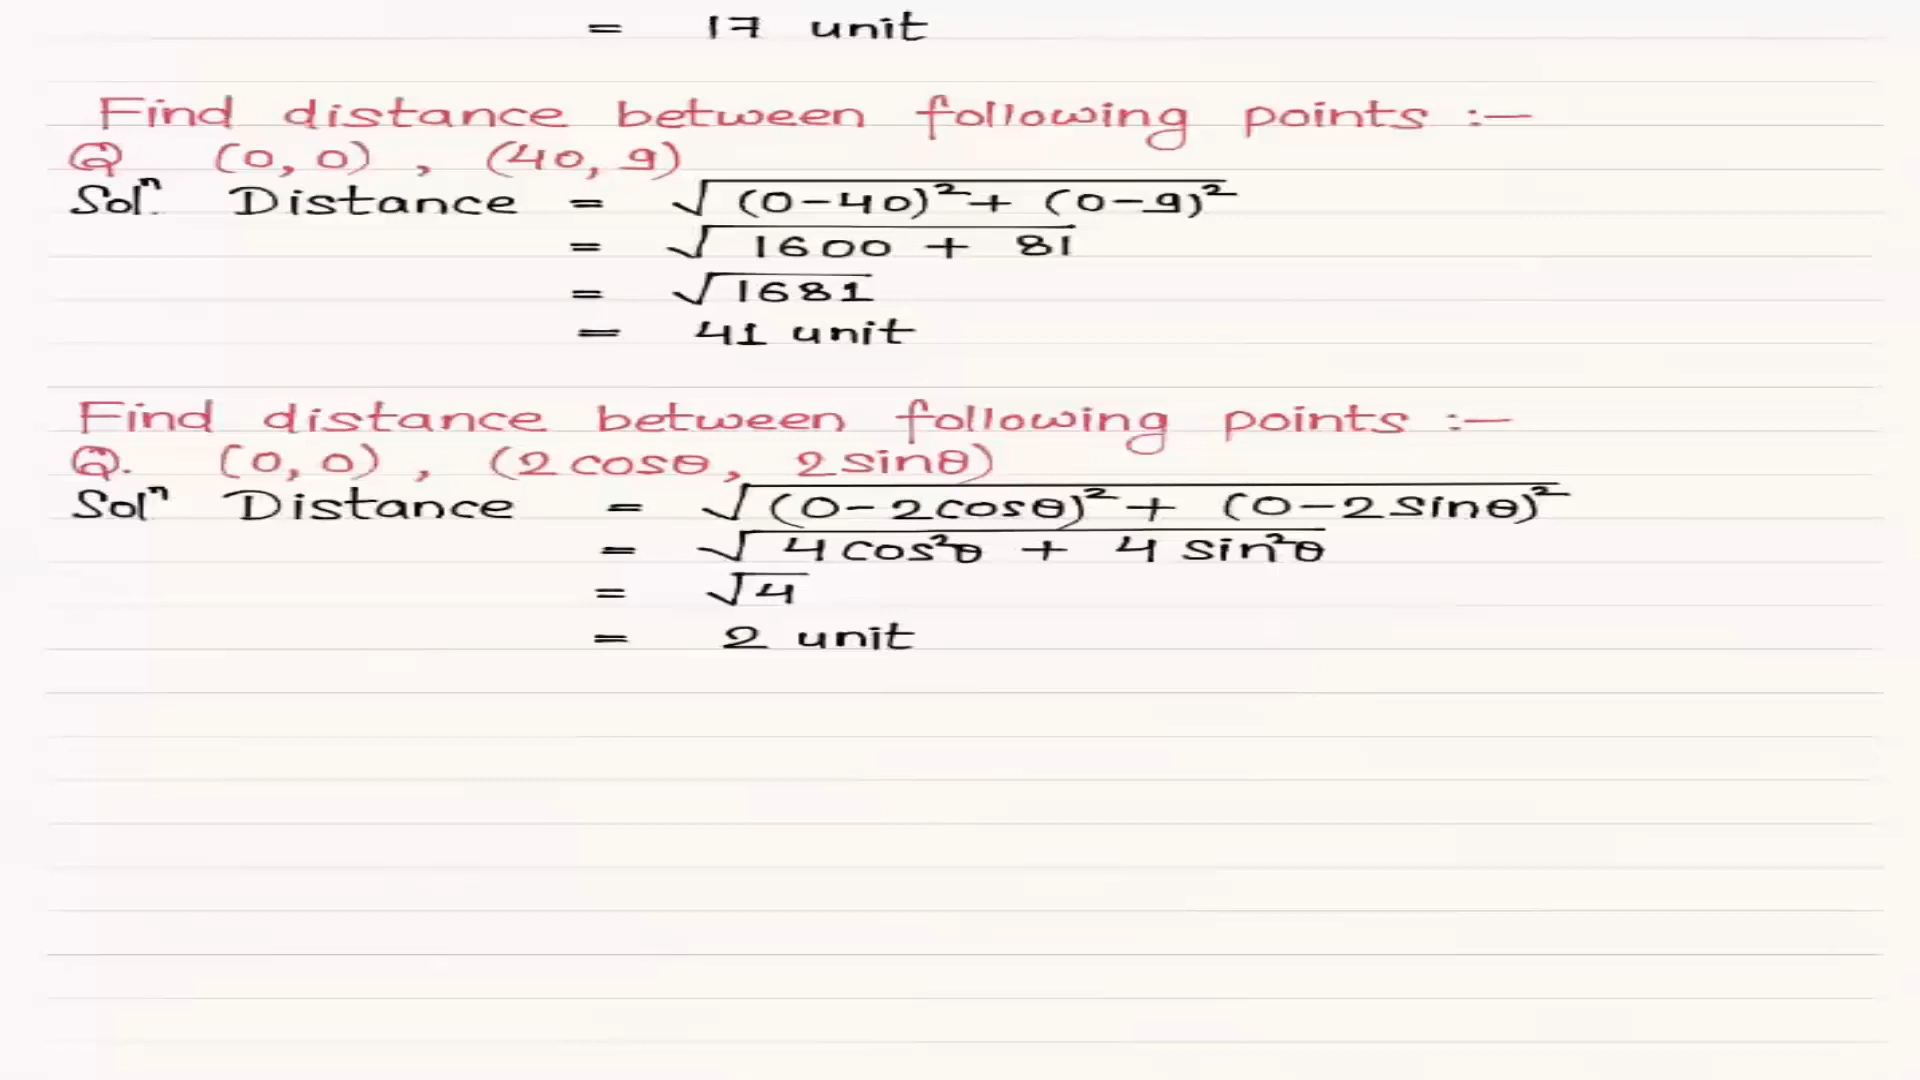 = 17 unit
Find distance between following points :-
Q (0,0) , (40, 9)
Solⁿ. Distance = √(0-40)² + (0-9)²
= √1600 + 81
= √1681
= 41 unit
Find distance between following points :-
Q. (0,0) , (2cosθ, 2sinθ)
Solⁿ Distance = √(0-2cosθ)² + (0-2sinθ)²
= √4cos²θ + 4sin²θ
= √4
= 2 unit